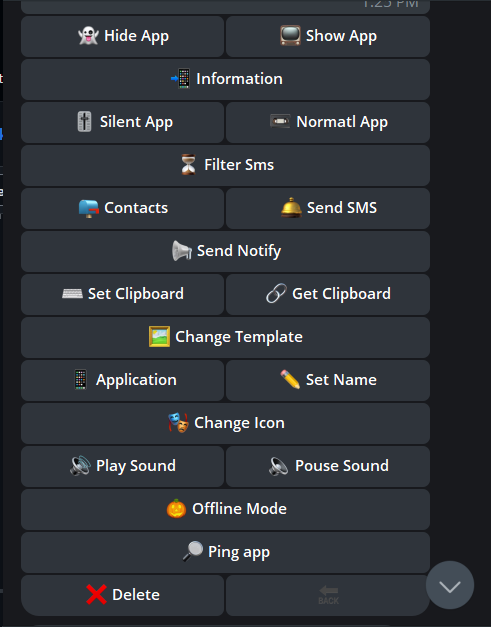 1:25 PM
Hide App
Show App
Information
Silent App
Normatl App
Filter Sms
Contacts
Send SMS
Send Notify
Set Clipboard
Get Clipboard
Change Template
Application
Set Name
Change Icon
Play Sound
Pouse Sound
Offline Mode
Ping app
Delete
BACK